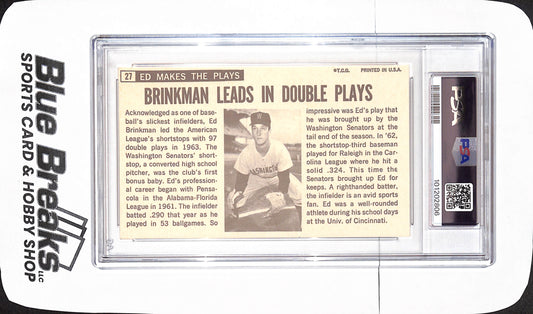 Blue Breaks LLC
SPORTS CARD & HOBBY SHOP
27 ED MAKES THE PLAYS
©T.C.G. PRINTED IN U.S.A.
BRINKMAN LEADS IN DOUBLE PLAYS
Acknowledged as one of base-
ball's slickest infielders, Ed
Brinkman led the American
League's shortstops with 97
double plays in 1963. The
Washington Senators' short-
stop, a converted high school
pitcher, was the club's first
bonus baby. Ed's profession-
al career began with Pensa-
cola in the Alabama-Florida
League in 1961. The infielder
batted .290 that year as he
played in 53 ballgames. So
WASHINGTON
impressive was Ed's play that
he was brought up by the
Washington Senators at the
tail end of the season. In '62,
the shortstop-third baseman
played for Raleigh in the Car-
olina League where he hit a
solid .324. This time the
Senators brought up Ed for
keeps. A righthanded batter,
the infielder is an avid sports
fan. Ed was a well-rounded
athlete during his school days
at the Univ. of Cincinnati.
PSA
PSA
101202806